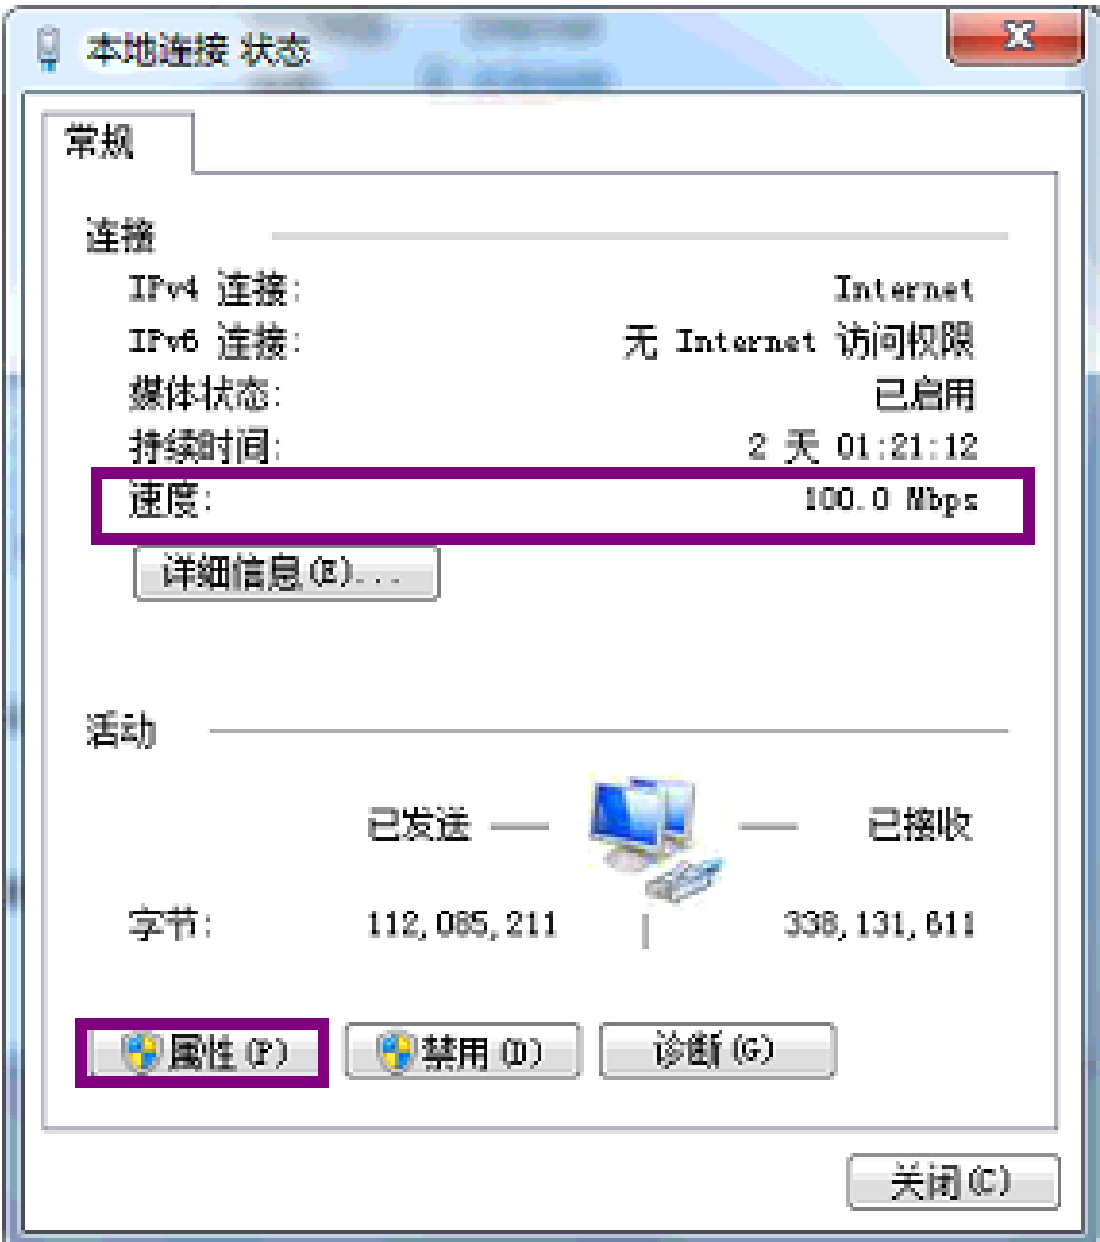 本地连接 状态
常规
连接
IPv4 连接: Internet
IPv6 连接: 无 Internet 访问权限
媒体状态: 已启用
持续时间: 2 天 01:21:12
速度: 100.0 Mbps
详细信息(E)...
活动
已发送 — — 已接收
字节: 112,085,211 | 338,131,611
属性(P) 禁用(D) 诊断(G)
关闭(C)